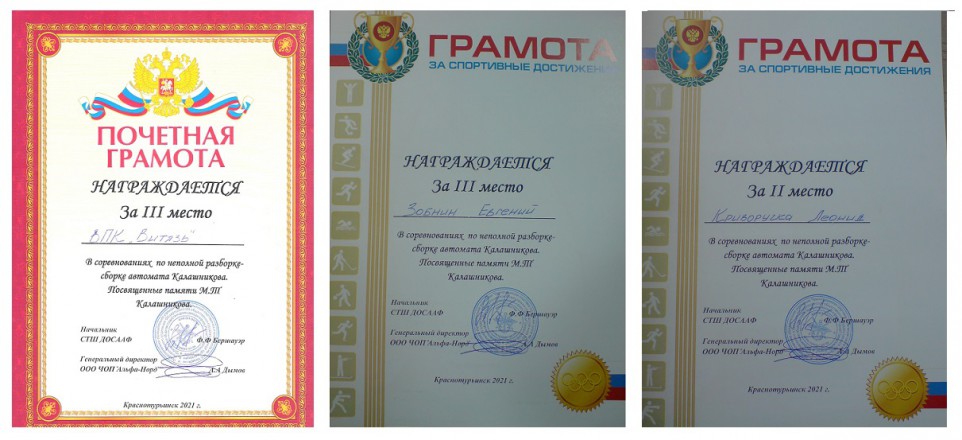 ПОЧЕТНАЯ
ГРАМОТА
НАГРАЖДАЕТСЯ
За III место
ВПК „Витязь"
В соревнованиях по неполной разборке-
сборке автомата Калашникова.
Посвященные памяти М.Т
Калашникова.
Начальник
СТШ ДОСААФ Ф.Ф Бернауэр
Генеральный директор
ООО ЧОП"Альфа-Норд" А.А Дымов
Краснотурьинск 2021 г.
ГРАМОТА
ЗА СПОРТИВНЫЕ ДОСТИЖЕНИЯ
НАГРАЖДАЕТСЯ
За III место
Зобнин Евгений
В соревнованиях по неполной разборке-
сборке автомата Калашникова.
Посвященные памяти М.Т
Калашникова.
Начальник
СТШ ДОСААФ Ф.Ф Бернауэр
Генеральный директор
ООО ЧОП"Альфа-Норд" А.А Дымов
Краснотурьинск 2021 г.
ГРАМОТА
ЗА СПОРТИВНЫЕ ДОСТИЖЕНИЯ
НАГРАЖДАЕТСЯ
За II место
Криворучка Леонид
В соревнованиях по неполной разборке-
сборке автомата Калашникова.
Посвященные памяти М.Т
Калашникова.
Начальник
СТШ ДОСААФ Ф.Ф Бернауэр
Генеральный директор
ООО ЧОП"Альфа-Норд" А.А Дымов
Краснотурьинск 2021 г.